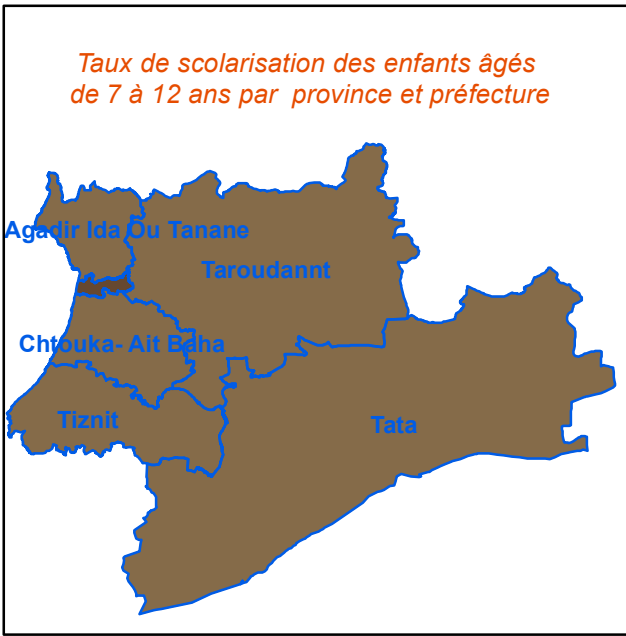 Taux de scolarisation des enfants âgés
de 7 à 12 ans par province et préfecture
Agadir Ida Ou Tanane
Taroudannt
Chtouka- Ait Baha
Tiznit
Tata